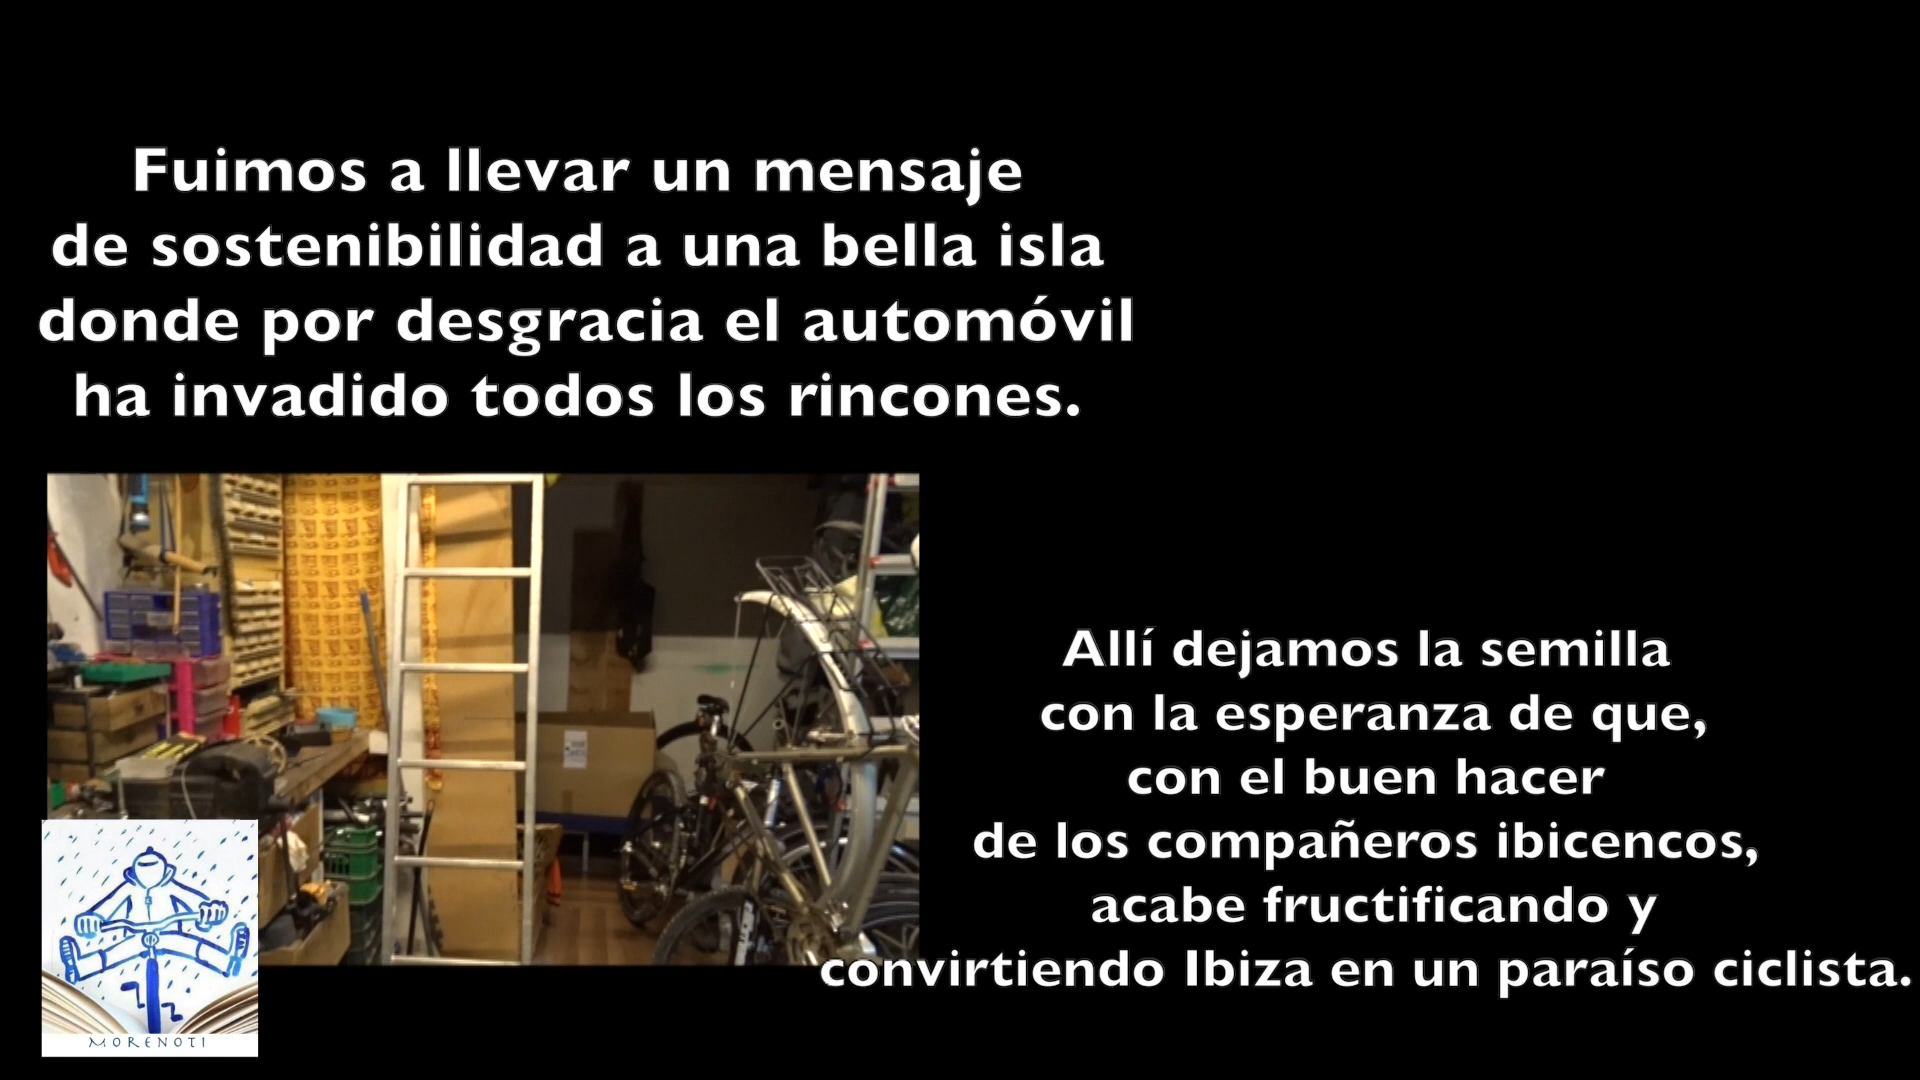 Fuimos a llevar un mensaje
de sostenibilidad a una bella isla
donde por desgracia el automóvil
ha invadido todos los rincones.
Allí dejamos la semilla
con la esperanza de que,
con el buen hacer
de los compañeros ibicencos,
acabe fructificando y
convirtiendo Ibiza en un paraíso ciclista.
MORENOTI